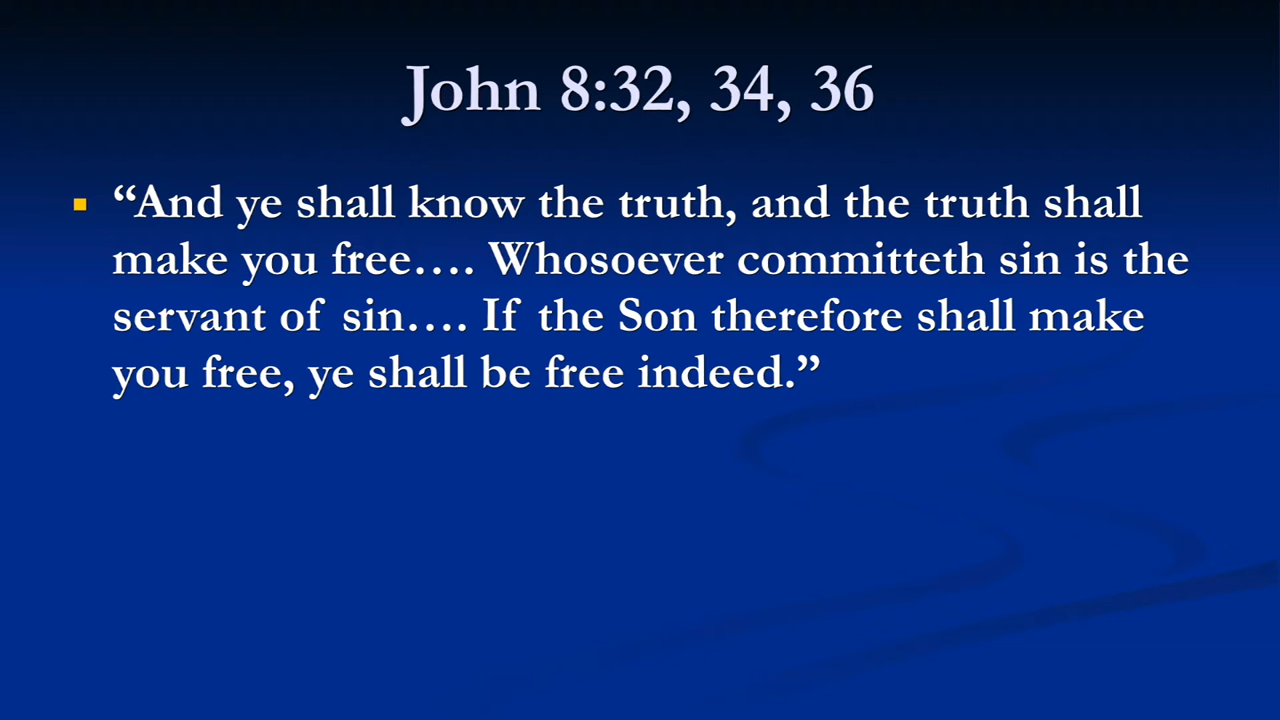 John 8:32, 34, 36
“And ye shall know the truth, and the truth shall
make you free…. Whosoever committeth sin is the
servant of sin…. If the Son therefore shall make
you free, ye shall be free indeed.”